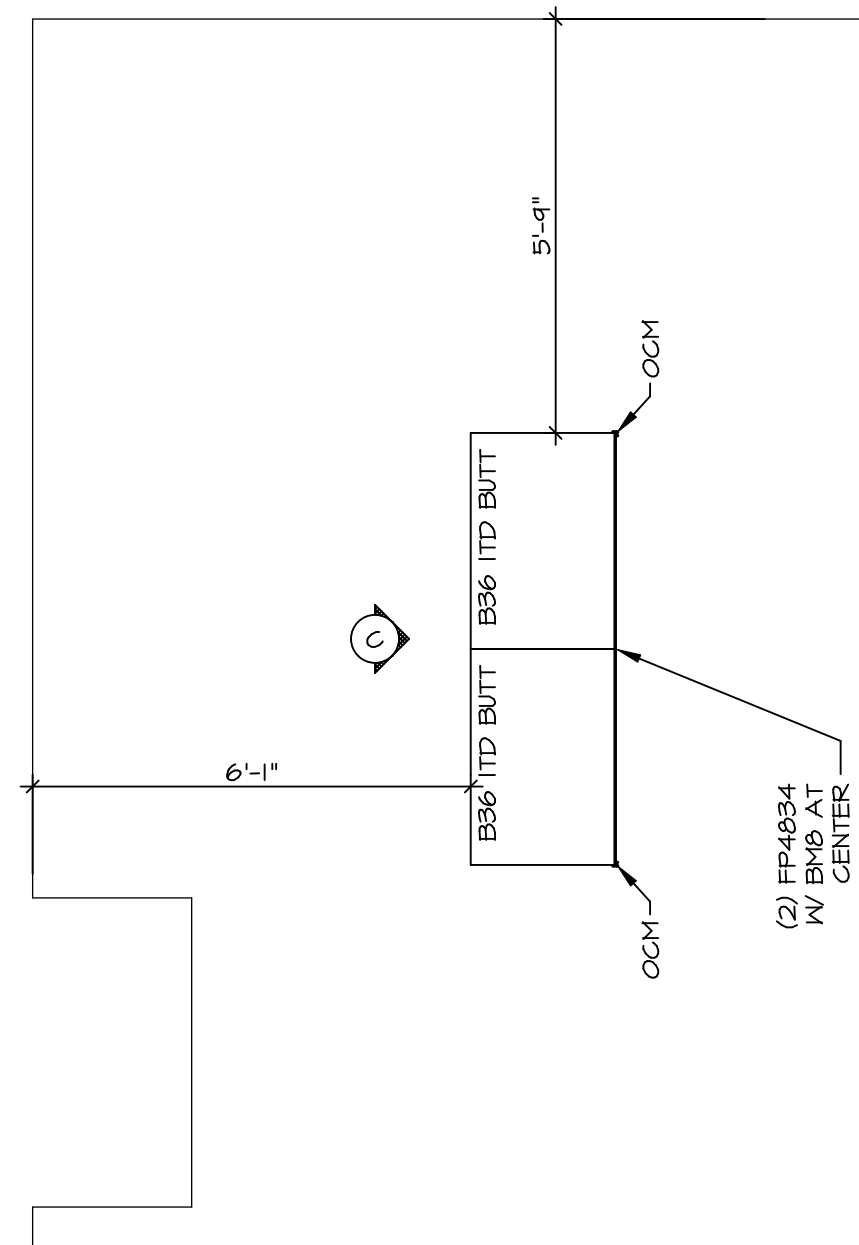 5'-9"
OCM
B36 1TD BUTT
C
B36 1TD BUTT
6'-1"
(2) FP4834
W/ BM8 AT
CENTER
OCM